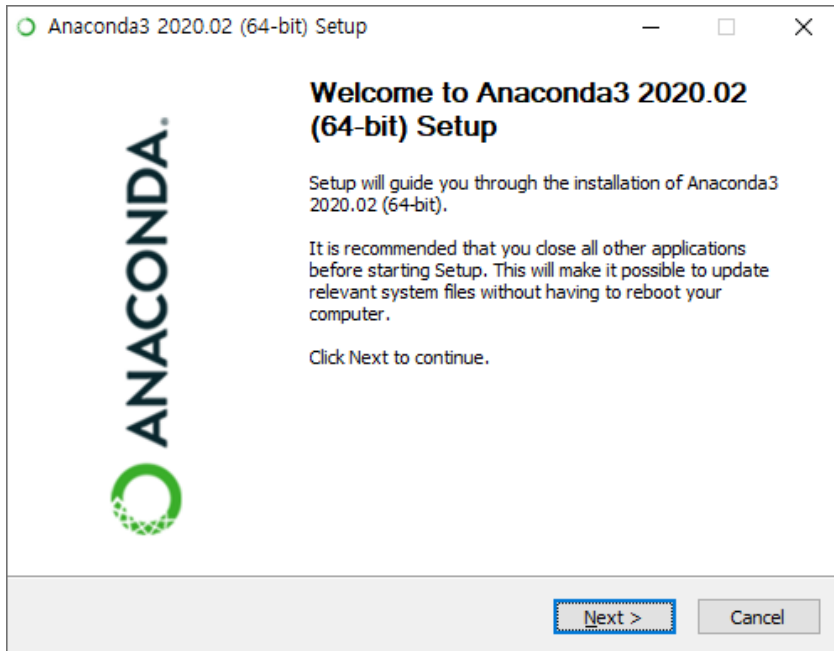 Anaconda3 2020.02 (64-bit) Setup
ANACONDA.
Welcome to Anaconda3 2020.02
(64-bit) Setup
Setup will guide you through the installation of Anaconda3
2020.02 (64-bit).
It is recommended that you close all other applications
before starting Setup. This will make it possible to update
relevant system files without having to reboot your
computer.
Click Next to continue.
Next >
Cancel